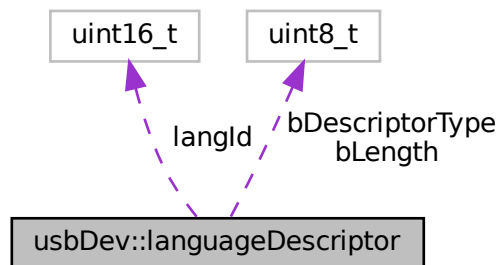 uint16_t
uint8_t
langId
bDescriptorType
bLength
usbDev::languageDescriptor